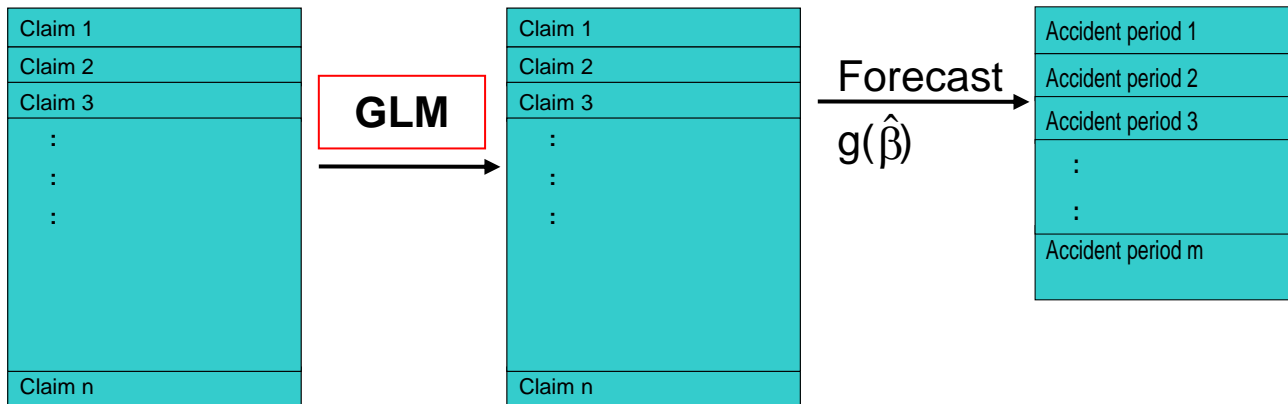 Claim 1
Claim 2
Claim 3
:
:
:
Claim n
GLM
Claim 1
Claim 2
Claim 3
:
:
:
Claim n
Forecast
g(β̂)
Accident period 1
Accident period 2
Accident period 3
:
:
Accident period m